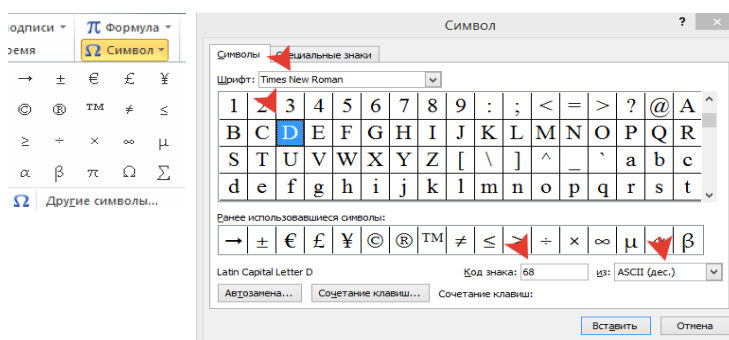 одписи
π Формула
ремя
Ω Символ
→ ± € £ ¥
© ® ™ ≠ ≤
≥ ÷ × ∞ µ
α β π Ω Σ
Ω Другие символы...
Символ
? ×
Символы Специальные знаки
Шрифт: Times New Roman
1 2 3 4 5 6 7 8 9 : ; < = > ? @ A
B C D E F G H I J K L M N O P Q R
S T U V W X Y Z [ \ ] ^ _ ` a b c
d e f g h i j k l m n o p q r s t
Ранее использовавшиеся символы:
→ ± € £ ¥ © ® ™ ≠ ≤ ≥ ÷ × ∞ µ α β
Latin Capital Letter D
Код знака: 68
из: ASCII (дес.)
Автозамена... Сочетание клавиш... Сочетание клавиш:
Вставить Отмена